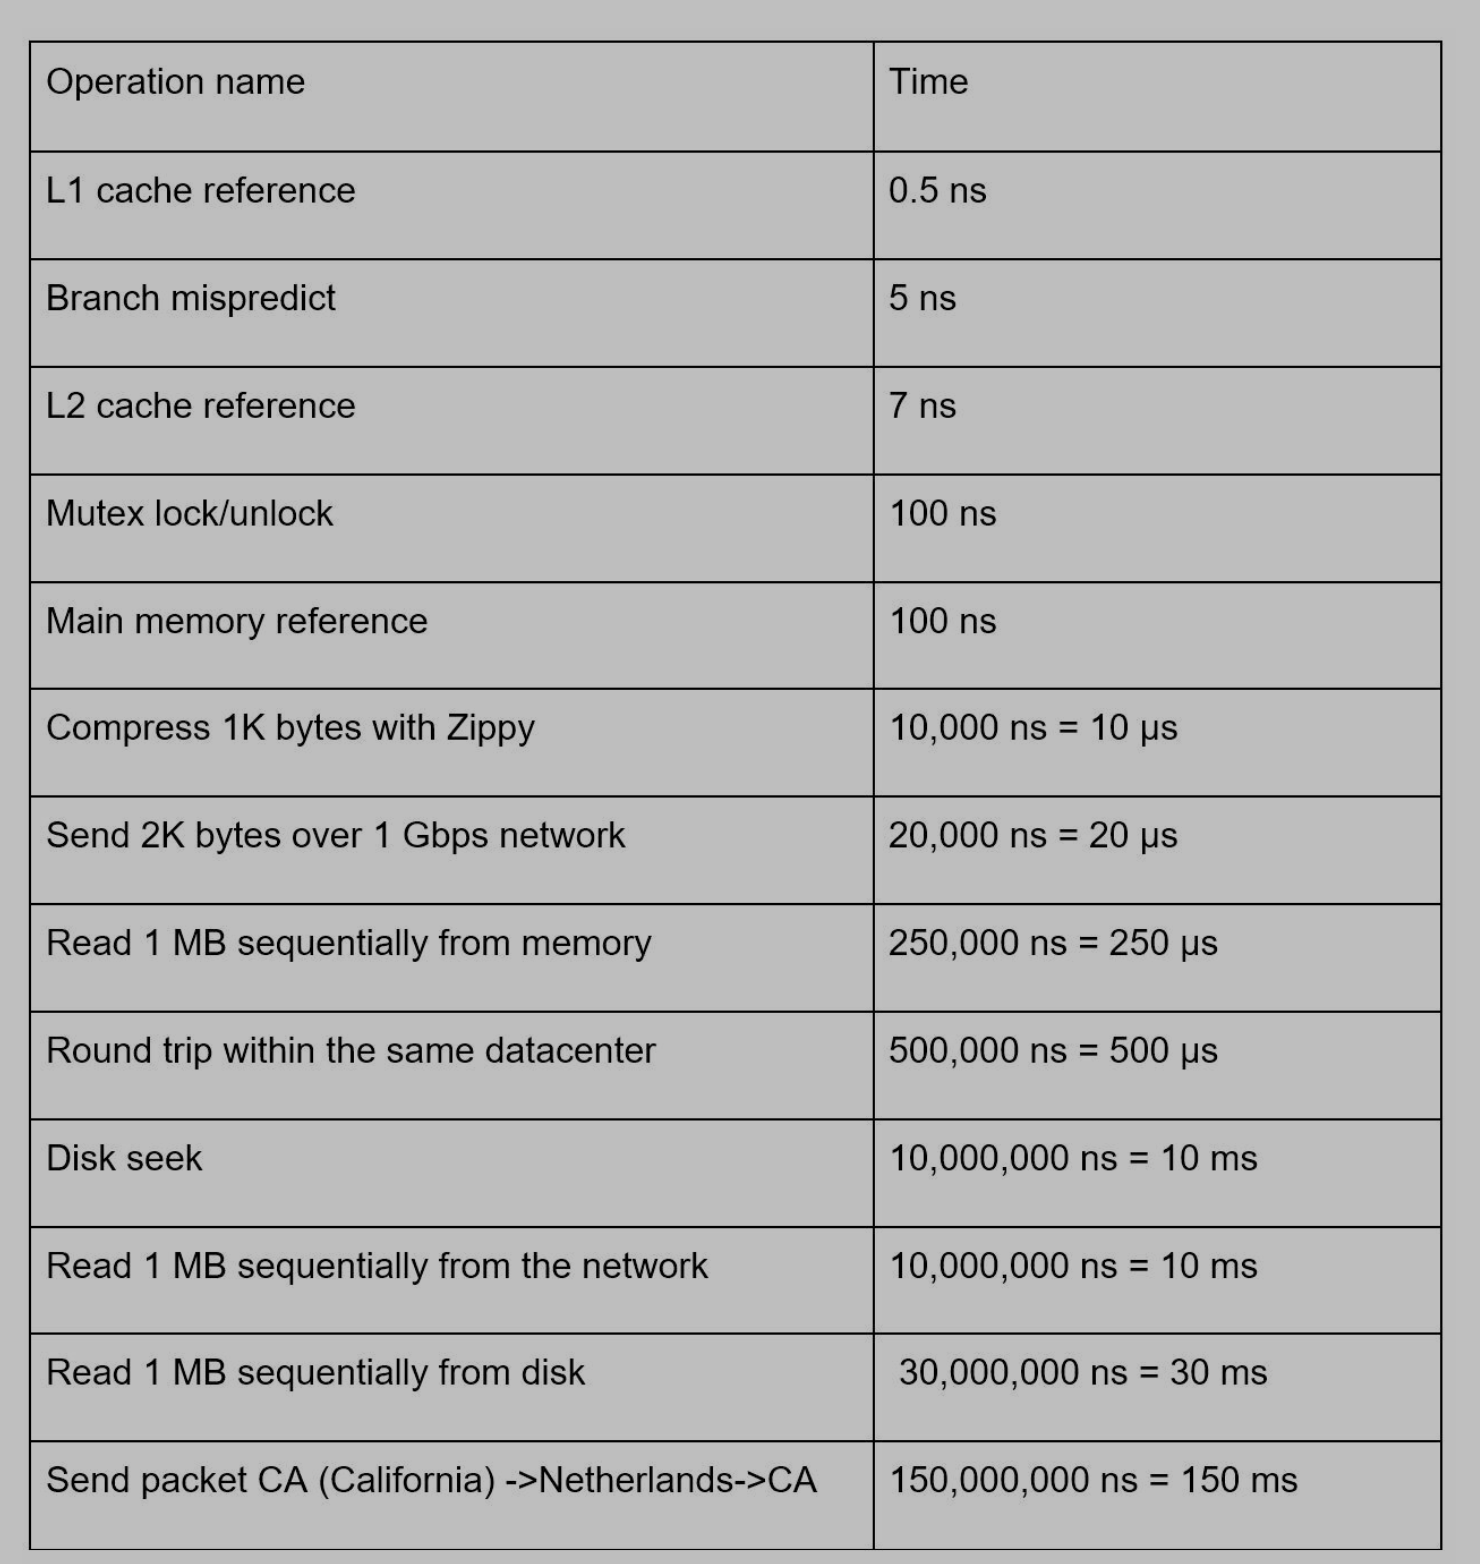 Operation name Time
L1 cache reference 0.5 ns
Branch mispredict 5 ns
L2 cache reference 7 ns
Mutex lock/unlock 100 ns
Main memory reference 100 ns
Compress 1K bytes with Zippy 10,000 ns = 10 µs
Send 2K bytes over 1 Gbps network 20,000 ns = 20 µs
Read 1 MB sequentially from memory 250,000 ns = 250 µs
Round trip within the same datacenter 500,000 ns = 500 µs
Disk seek 10,000,000 ns = 10 ms
Read 1 MB sequentially from the network 10,000,000 ns = 10 ms
Read 1 MB sequentially from disk 30,000,000 ns = 30 ms
Send packet CA (California) ->Netherlands->CA 150,000,000 ns = 150 ms